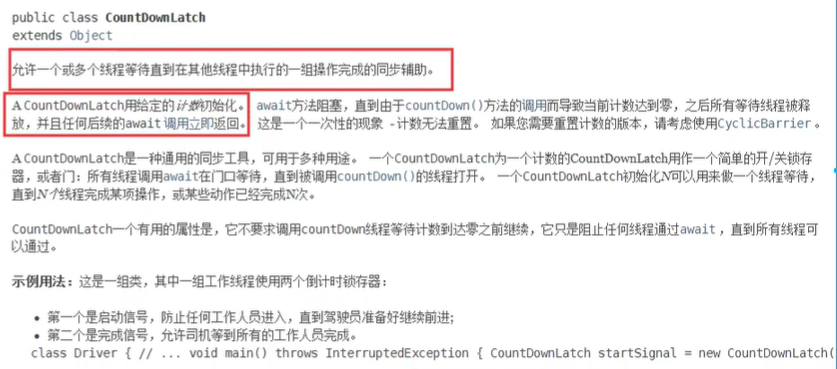 public class CountDownLatch
extends Object
允许一个或多个线程等待直到在其他线程中执行的一组操作完成的同步辅助。
A CountDownLatch用给定的计数初始化。 await方法阻塞，直到由于countDown()方法的调用而导致当前计数达到零，之后所有等待线程被释
放，并且任何后续的await 调用立即返回。 这是一个一次性的现象 - 计数无法重置。 如果您需要重置计数的版本，请考虑使用CyclicBarrier 。
A CountDownLatch是一种通用的同步工具，可用于多种用途。 一个CountDownLatch为一个计数的CountDownLatch用作一个简单的开/关锁存
器，或者门：所有线程调用await在门口等待，直到被调用countDown()的线程打开。 一个CountDownLatch初始化N可以用来做一个线程等待，
直到N个线程完成某项操作，或某些动作已经完成N次。
CountDownLatch一个有用的属性是，它不要求调用countDown线程等待计数到达零之前继续，它只是阻止任何线程通过await ，直到所有线程可
以通过。
示例用法：这是一组类，其中一组工作线程使用两个倒计时锁存器：
• 第一个是启动信号，防止任何工作人员进入，直到驾驶员准备好继续前进;
• 第二个是完成信号，允许司机等到所有的工作人员完成。
class Driver { // ... void main() throws InterruptedException { CountDownLatch startSignal = new CountDownLatch(